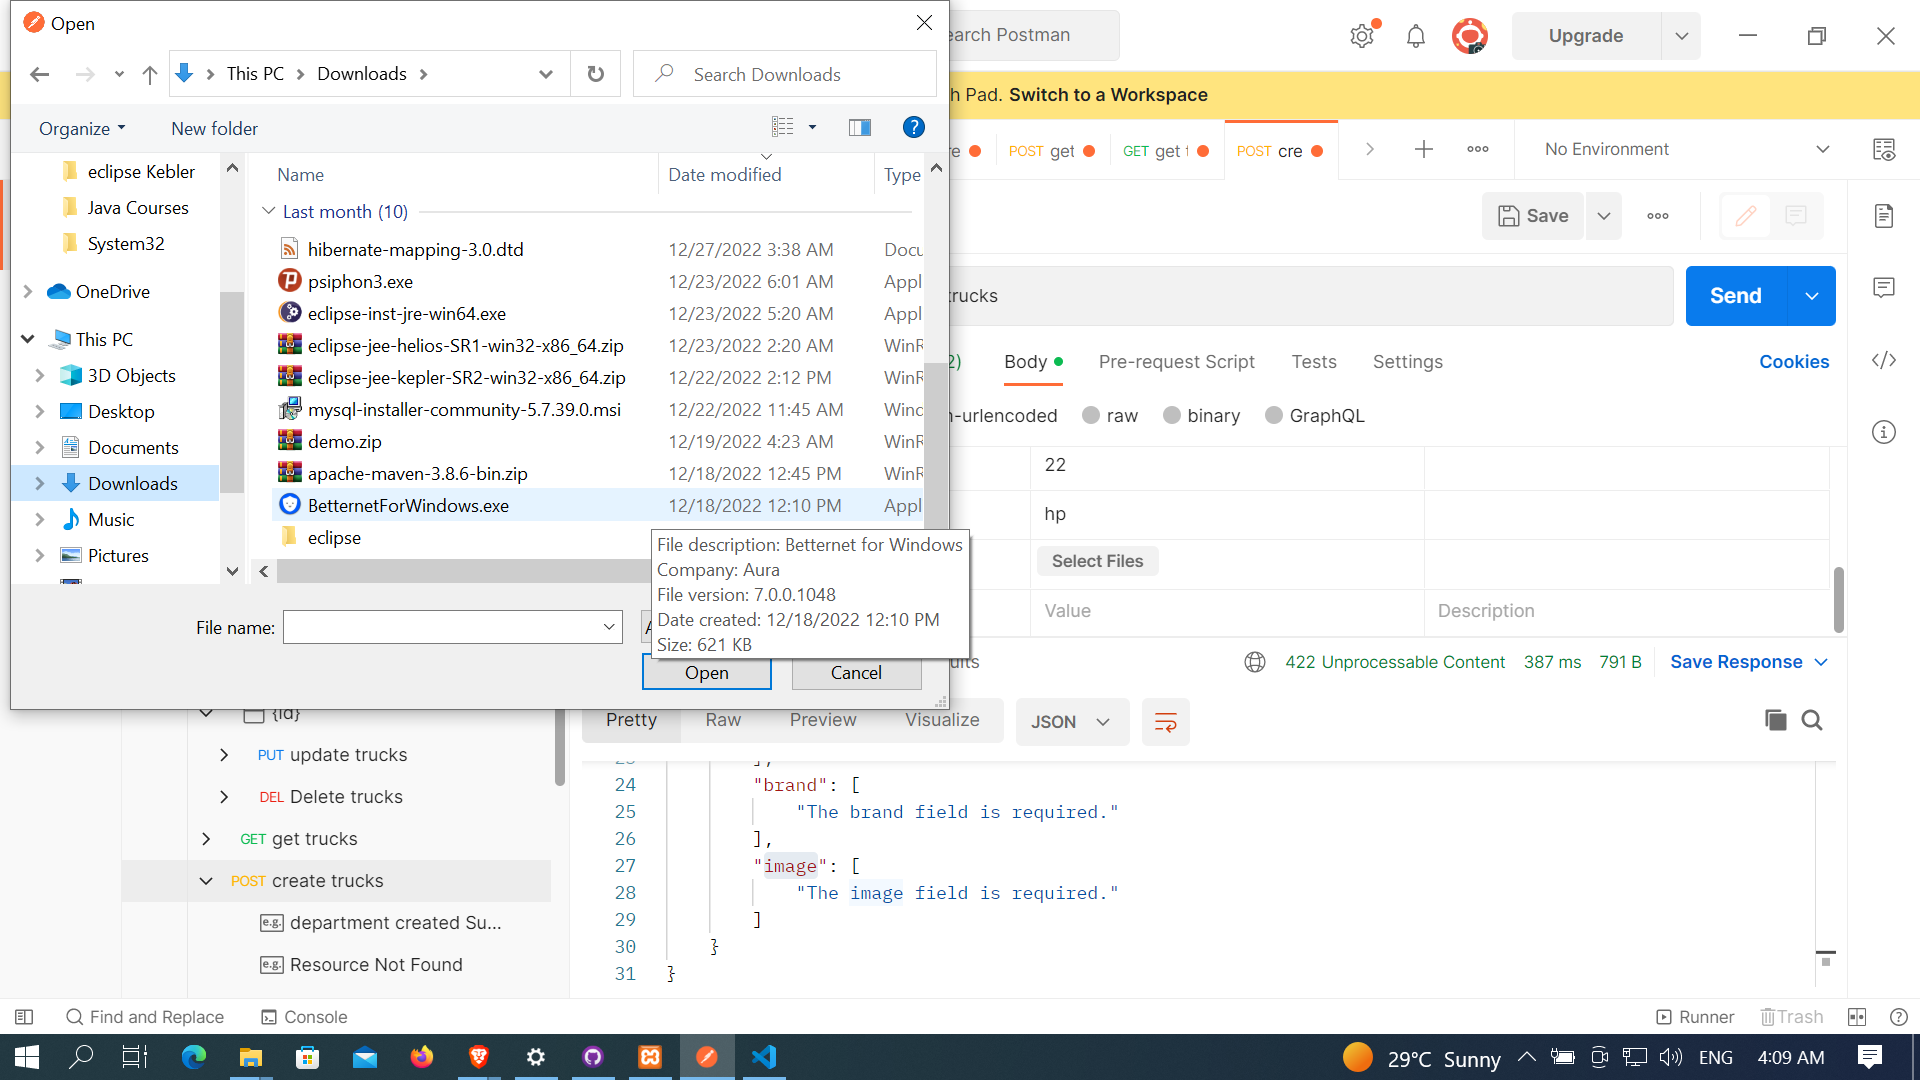 Open
This PC
Downloads
Search Downloads
Organize
New folder
eclipse Kebler
Java Courses
System32
OneDrive
This PC
3D Objects
Desktop
Documents
Downloads
Music
Pictures
Name
Date modified
Type
Last month (10)
hibernate-mapping-3.0.dtd 12/27/2022 3:38 AM Docu
psiphon3.exe 12/23/2022 6:01 AM Appl
eclipse-inst-jre-win64.exe 12/23/2022 5:20 AM Appl
eclipse-jee-helios-SR1-win32-x86_64.zip 12/23/2022 2:20 AM WinR
eclipse-jee-kepler-SR2-win32-x86_64.zip 12/22/2022 2:12 PM WinR
mysql-installer-community-5.7.39.0.msi 12/22/2022 11:45 AM Wind
demo.zip 12/19/2022 4:23 AM WinR
apache-maven-3.8.6-bin.zip 12/18/2022 12:45 PM WinR
BetternetForWindows.exe 12/18/2022 12:10 PM Appl
eclipse
File description: Betternet for Windows
Company: Aura
File version: 7.0.0.1048
Date created: 12/18/2022 12:10 PM
Size: 621 KB
File name:
Open
Cancel
earch Postman
Upgrade
h Pad. Switch to a Workspace
re
POST get
GET get t
POST cre
No Environment
Save
trucks
Send
2)
Body
Pre-request Script
Tests
Settings
Cookies
n-urlencoded
raw
binary
GraphQL
22
hp
Select Files
Value
Description
ults
422 Unprocessable Content
387 ms
791 B
Save Response
Pretty
Raw
Preview
Visualize
JSON
23 ],
24 "brand": [
25 "The brand field is required."
26 ],
27 "image": [
28 "The image field is required."
29 ]
30 }
31 }
{id}
PUT update trucks
DEL Delete trucks
GET get trucks
POST create trucks
e.g. department created Su...
e.g. Resource Not Found
Find and Replace
Console
Runner
Trash
29°C Sunny
ENG
4:09 AM